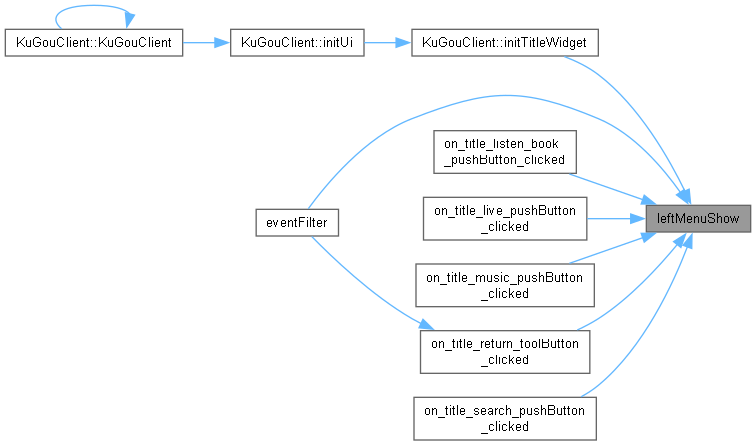 KuGouClient::KuGouClient
KuGouClient::initUi
KuGouClient::initTitleWidget
on_title_listen_book
_pushButton_clicked
on_title_live_pushButton
_clicked
eventFilter
leftMenuShow
on_title_music_pushButton
_clicked
on_title_return_toolButton
_clicked
on_title_search_pushButton
_clicked